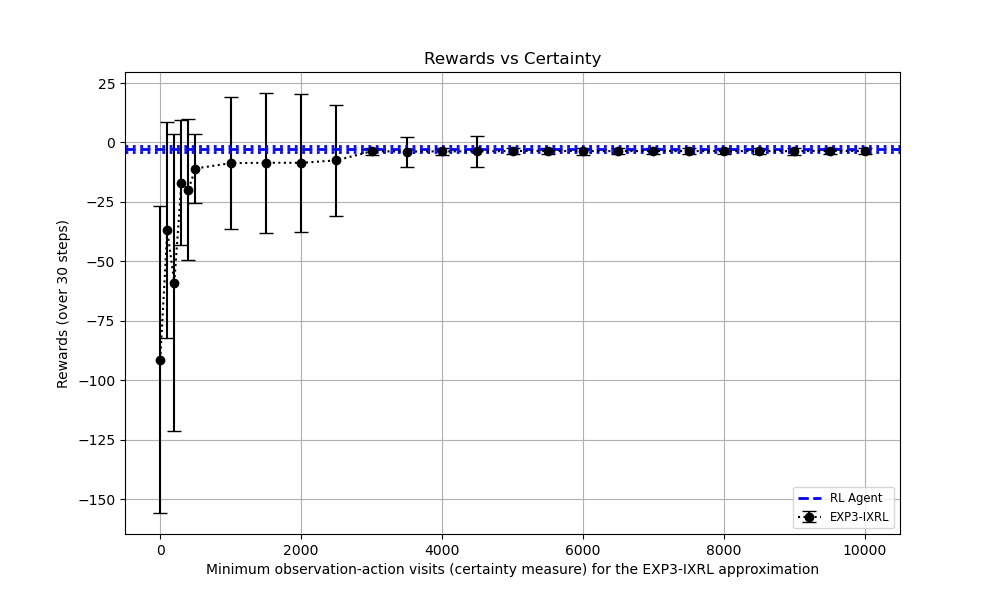 Rewards vs Certainty
Rewards (over 30 steps)
25
0
−25
−50
−75
−100
−125
−150
0
2000
4000
6000
8000
10000
Minimum observation-action visits (certainty measure) for the EXP3-IXRL approximation
RL Agent
EXP3-IXRL